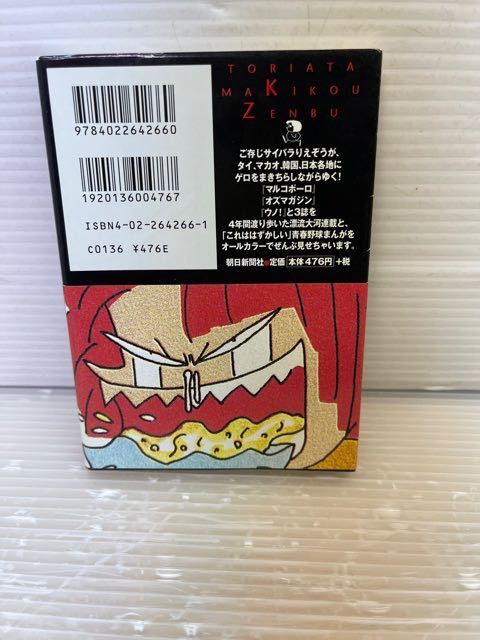 TORIATA
MAKIKOU
ZENBU
9784022642660
1920136004767
ISBN4-02-264266-1
C0136 ¥476E
ご存じサイバラりえぞうが、
タイ、マカオ、韓国、日本各地に
ゲロをまきちらしながらゆく!
『マルコポーロ』
『オズマガジン』
『ウノ!』と3誌を
4年間渡り歩いた漂流大河連載と、
「これははずかしい」青春野球まんがを
オールカラーでぜんぶ見せちゃいます。
朝日新聞社●定価 本体476円 +税